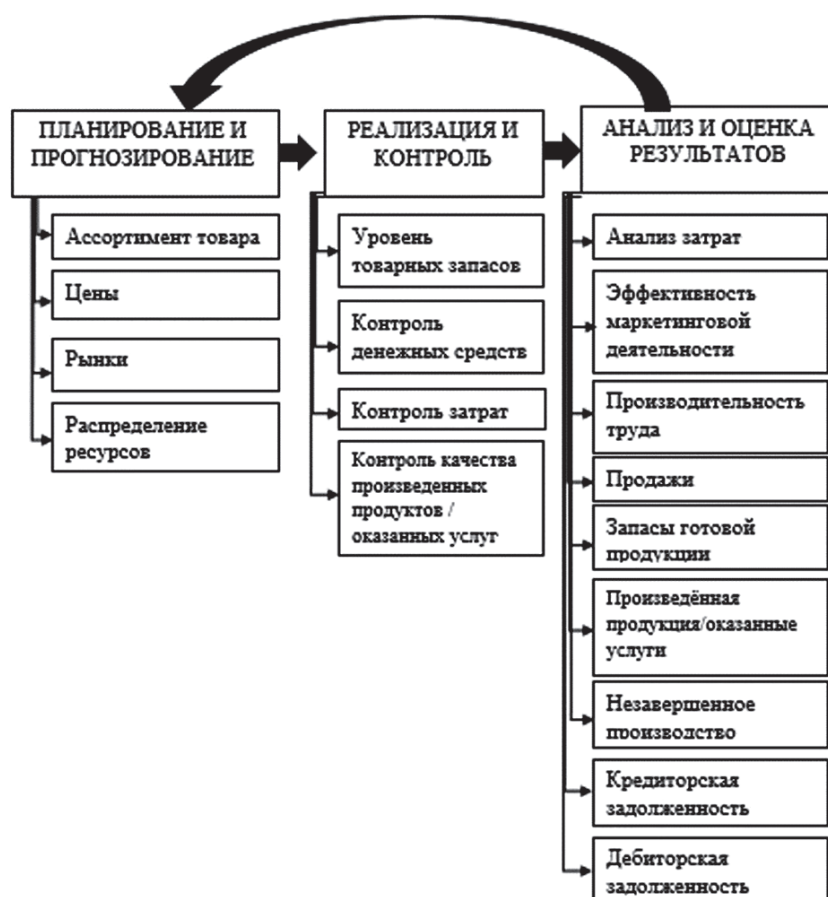 ПЛАНИРОВАНИЕ И
ПРОГНОЗИРОВАНИЕ
Ассортимент товара
Цены
Рынки
Распределение
ресурсов
РЕАЛИЗАЦИЯ И
КОНТРОЛЬ
Уровень
товарных запасов
Контроль
денежных средств
Контроль затрат
Контроль качества
произведенных
продуктов /
оказанных услуг
АНАЛИЗ И ОЦЕНКА
РЕЗУЛЬТАТОВ
Анализ затрат
Эффективность
маркетинговой
деятельности
Производительность
труда
Продажи
Запасы готовой
продукции
Произведённая
продукция/оказанные
услуги
Незавершенное
производство
Кредиторская
задолженность
Дебиторская
задолженность